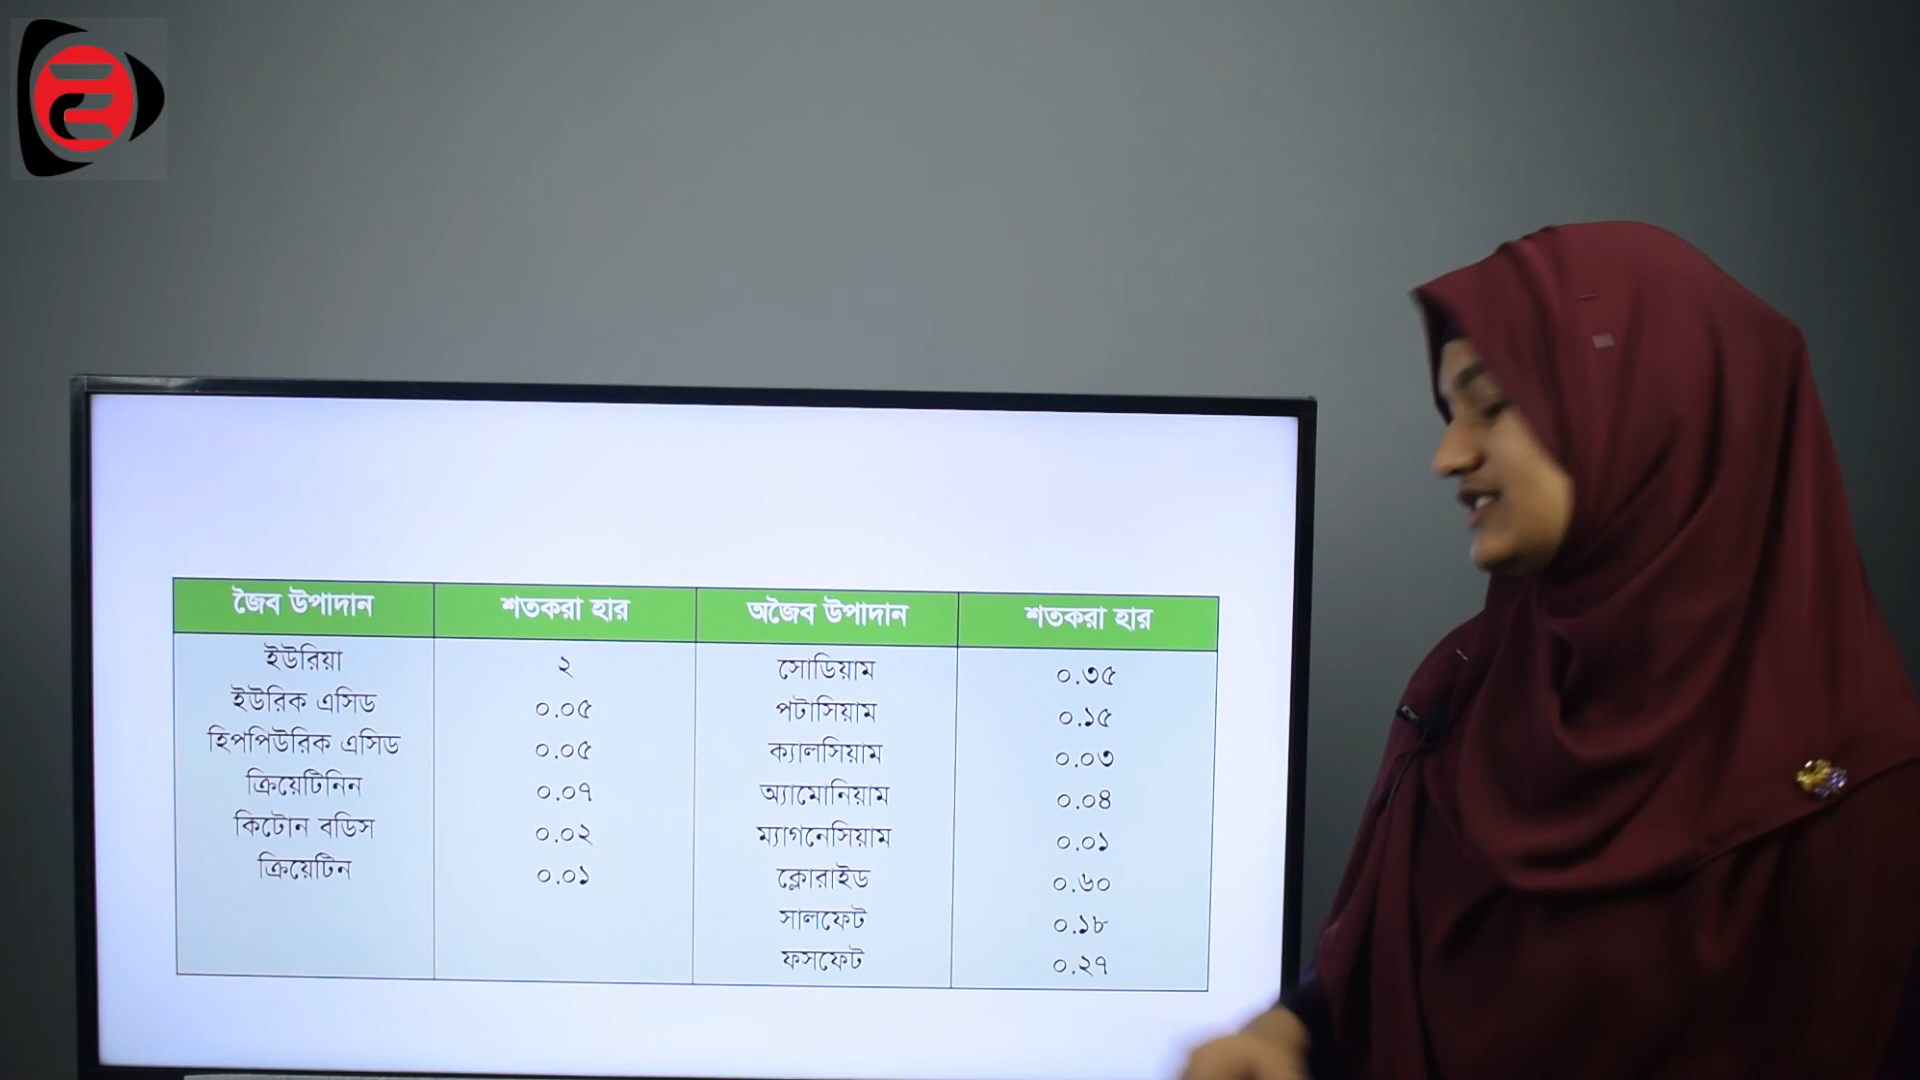 জৈব উপাদান শতকরা হার অজৈব উপাদান শতকরা হার
ইউরিয়া ২ সোডিয়াম ০.৩৫
ইউরিক এসিড ০.০৫ পটাসিয়াম ০.১৫
হিপপিউরিক এসিড ০.০৫ ক্যালসিয়াম ০.০৩
ক্রিয়েটিনিন ০.০৭ অ্যামোনিয়াম ০.০৪
কিটোন বডিস ০.০২ ম্যাগনেসিয়াম ০.০১
ক্রিয়েটিন ০.০১ ক্লোরাইড ০.৬০
সালফেট ০.১৮
ফসফেট ০.২৭